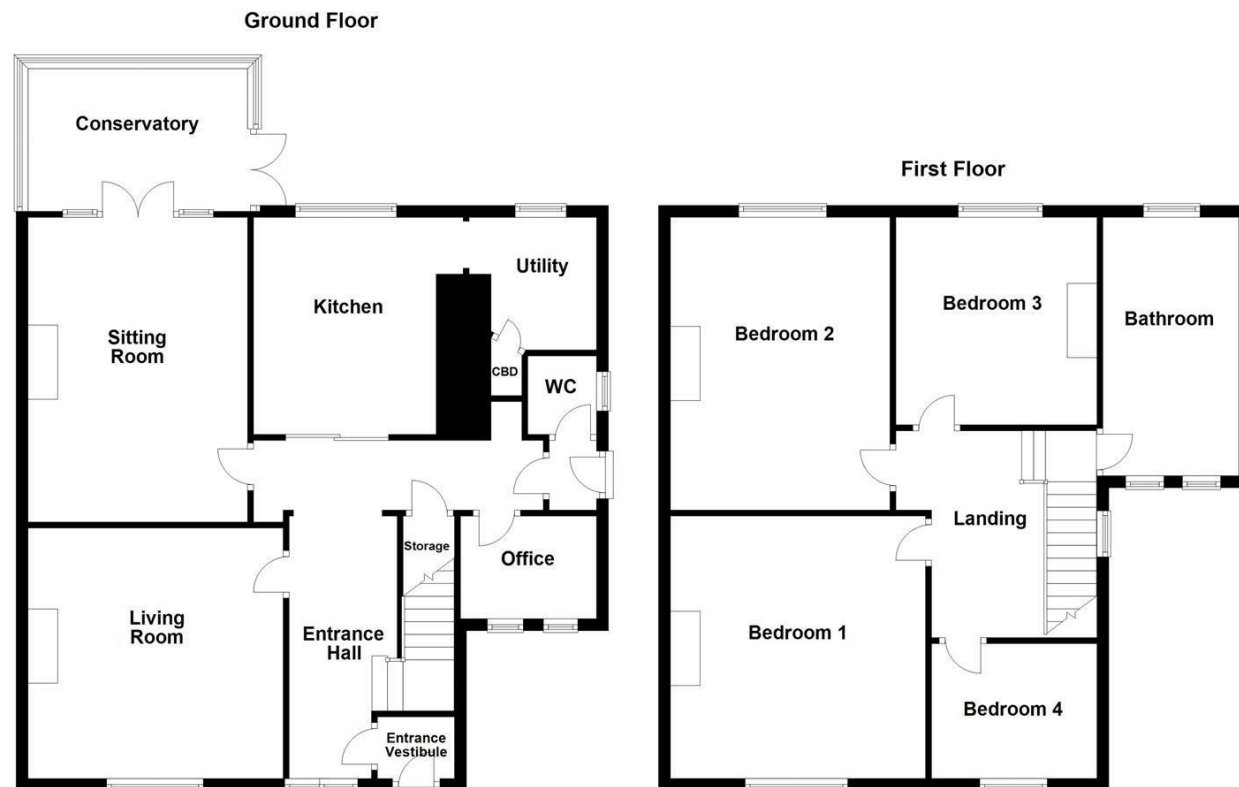 Ground Floor
Conservatory
Sitting
Room
Kitchen
Utility
CBD
WC
Storage
Office
Living
Room
Entrance
Hall
Entrance
Vestibule
First Floor
Bedroom 2
Bedroom 3
Bathroom
Landing
Bedroom 1
Bedroom 4